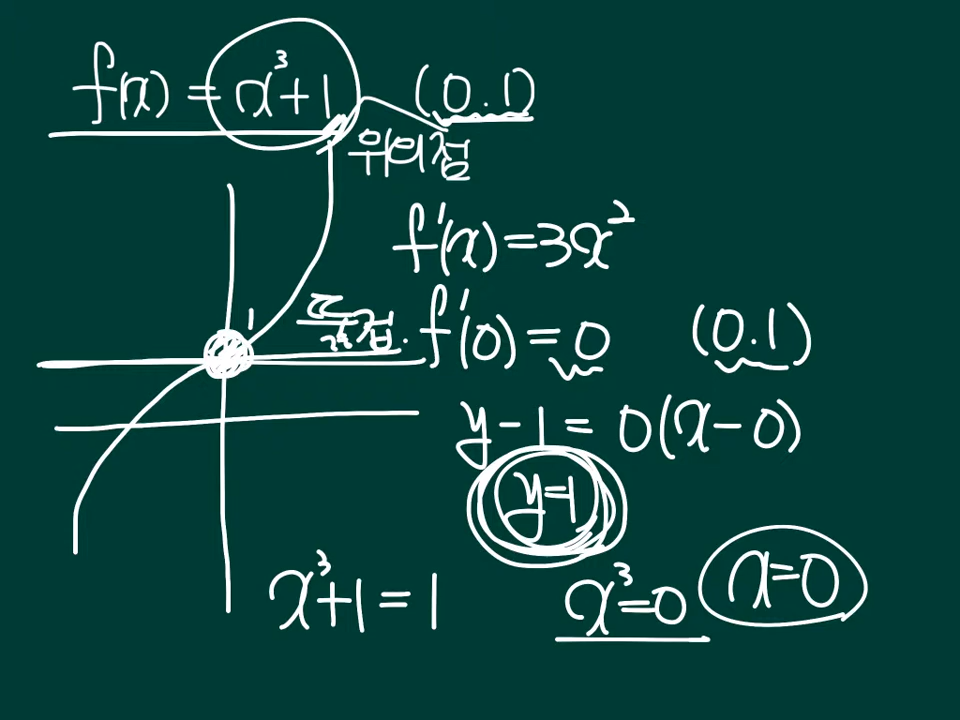 f(x) = x³+1 (0.1)
위의점
f'(x) = 3x²
1
f'(0) = 0 (0.1)
y-1 = 0(x-0)
y=1
x³+1 = 1 x³=0 x=0